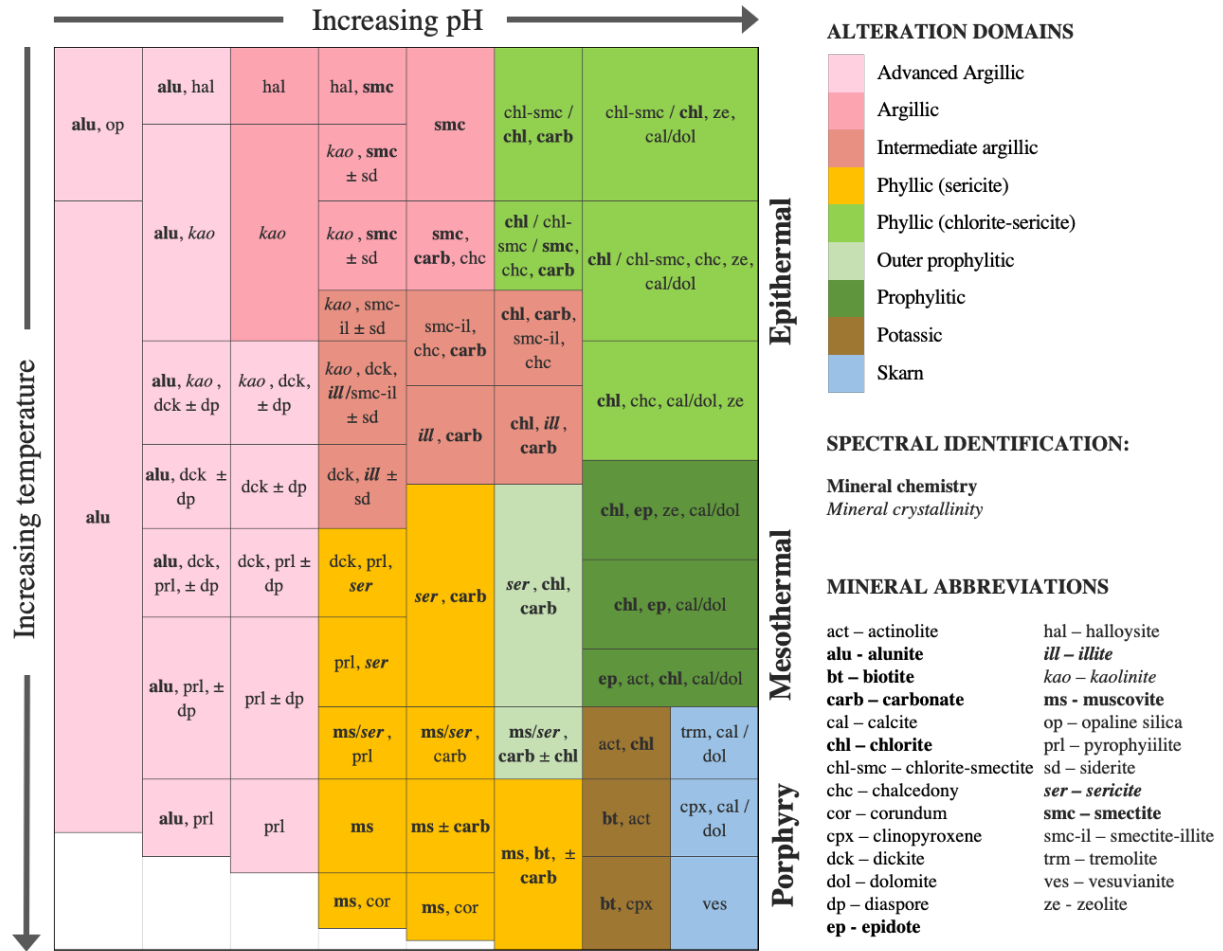 Increasing pH
Increasing temperature
alu, op
alu
alu, hal
alu, kao
alu, kao ,
dck ± dp
alu, dck ±
dp
alu, dck,
prl, ± dp
alu, prl, ±
dp
alu, prl
hal
kao
kao , dck,
± dp
dck ± dp
dck, prl ±
dp
prl ± dp
prl
hal, smc
kao , smc
± sd
kao , smc
± sd
kao , smc-
il ± sd
kao , dck,
ill/smc-il
± sd
dck, ill ±
sd
dck, prl,
ser
prl, ser
ms/ser ,
prl
ms
ms, cor
smc
smc,
carb, chc
smc-il,
chc, carb
ill , carb
ser , carb
ms/ser ,
carb
ms ± carb
ms, cor
chl-smc /
chl, carb
chl / chl-
smc / smc,
chc, carb
chl, carb,
smc-il,
chc
chl, ill ,
carb
ser , chl,
carb
ms/ser ,
carb ± chl
ms, bt, ±
carb
chl-smc / chl, ze,
cal/dol
chl / chl-smc, chc, ze,
cal/dol
chl, chc, cal/dol, ze
chl, ep, ze, cal/dol
chl, ep, cal/dol
ep, act, chl, cal/dol
act, chl
bt, act
bt, cpx
trm, cal /
dol
cpx, cal /
dol
ves
Epithermal
Mesothermal
Porphyry
ALTERATION DOMAINS
Advanced Argillic
Argillic
Intermediate argillic
Phyllic (sericite)
Phyllic (chlorite-sericite)
Outer prophylitic
Prophylitic
Potassic
Skarn
SPECTRAL IDENTIFICATION:
Mineral chemistry
Mineral crystallinity
MINERAL ABBREVIATIONS
act – actinolite
alu - alunite
bt – biotite
carb – carbonate
cal – calcite
chl – chlorite
chl-smc – chlorite-smectite
chc – chalcedony
cor – corundum
cpx – clinopyroxene
dck – dickite
dol – dolomite
dp – diaspore
ep - epidote
hal – halloysite
ill – illite
kao – kaolinite
ms - muscovite
op – opaline silica
prl – pyrophyiilite
sd – siderite
ser – sericite
smc – smectite
smc-il – smectite-illite
trm – tremolite
ves – vesuvianite
ze - zeolite